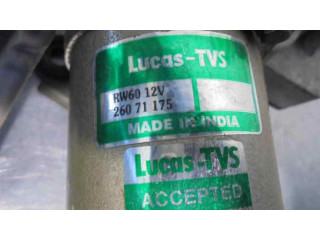 Lucas-TVS
RW60 12V
260 71 175
MADE IN INDIA
Lucas-TVS
ACCEPTED